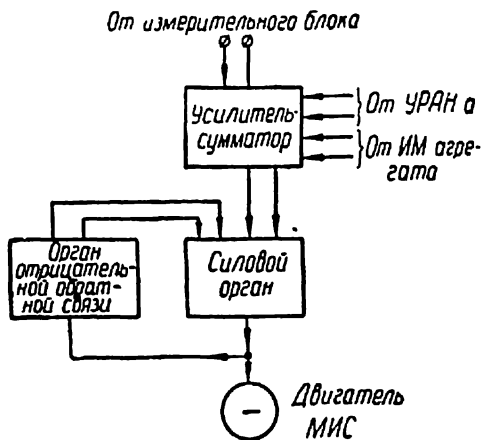 От измерительного блока
Усилитель-
сумматор
От УРАН а
От ИМ агре-
гата
Орган
отрицатель-
ной обрат-
ной связи
Силовой
орган
Двигатель
МИС